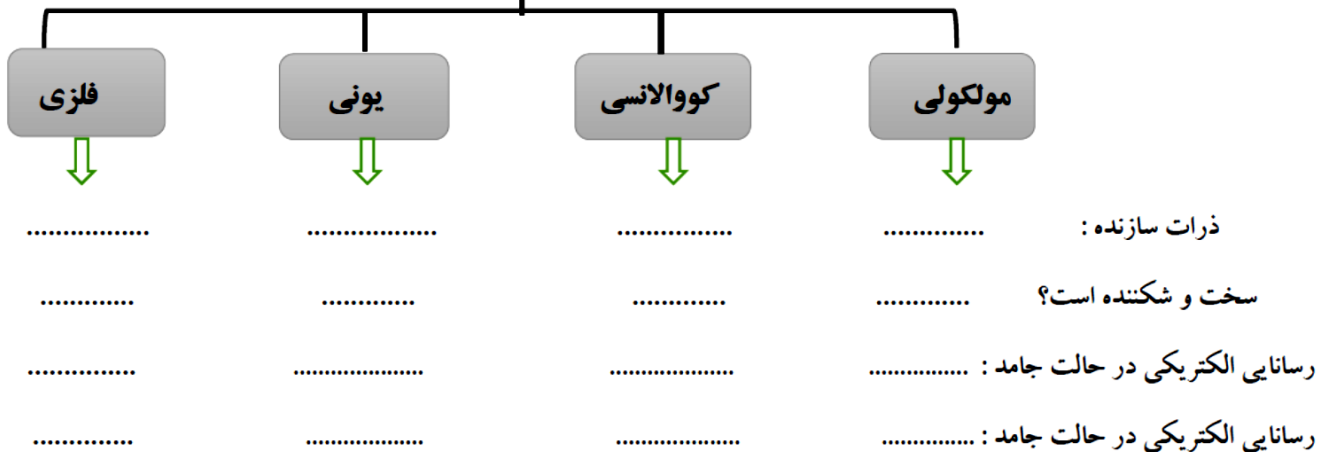 مولکولی کووالانسی یونی فلزی
ذرات سازنده : .............. ................ .................. .................
سخت و شکننده است؟ ............. ............. ............. .............
رسانایی الکتریکی در حالت جامد : ............... ................... .................... ...............
رسانایی الکتریکی در حالت جامد : ............... ................... .................. ..............